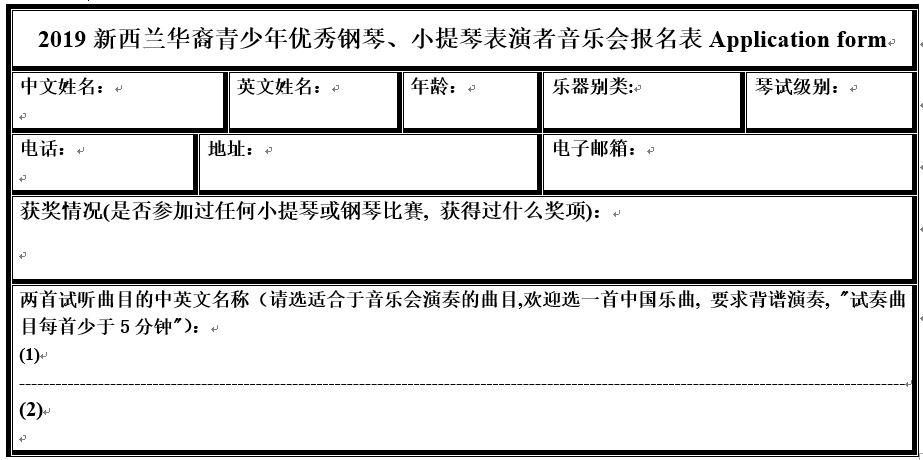 2019 新西兰华裔青少年优秀钢琴、小提琴表演者音乐会报名表 Application form
中文姓名：
英文姓名：
年龄：
乐器别类:
琴试级别：
电话：
地址：
电子邮箱：
获奖情况(是否参加过任何小提琴或钢琴比赛, 获得过什么奖项)：
两首试听曲目的中英文名称（请选适合于音乐会演奏的曲目,欢迎选一首中国乐曲, 要求背谱演奏, "试奏曲
目每首少于 5 分钟"）：
(1)
(2)